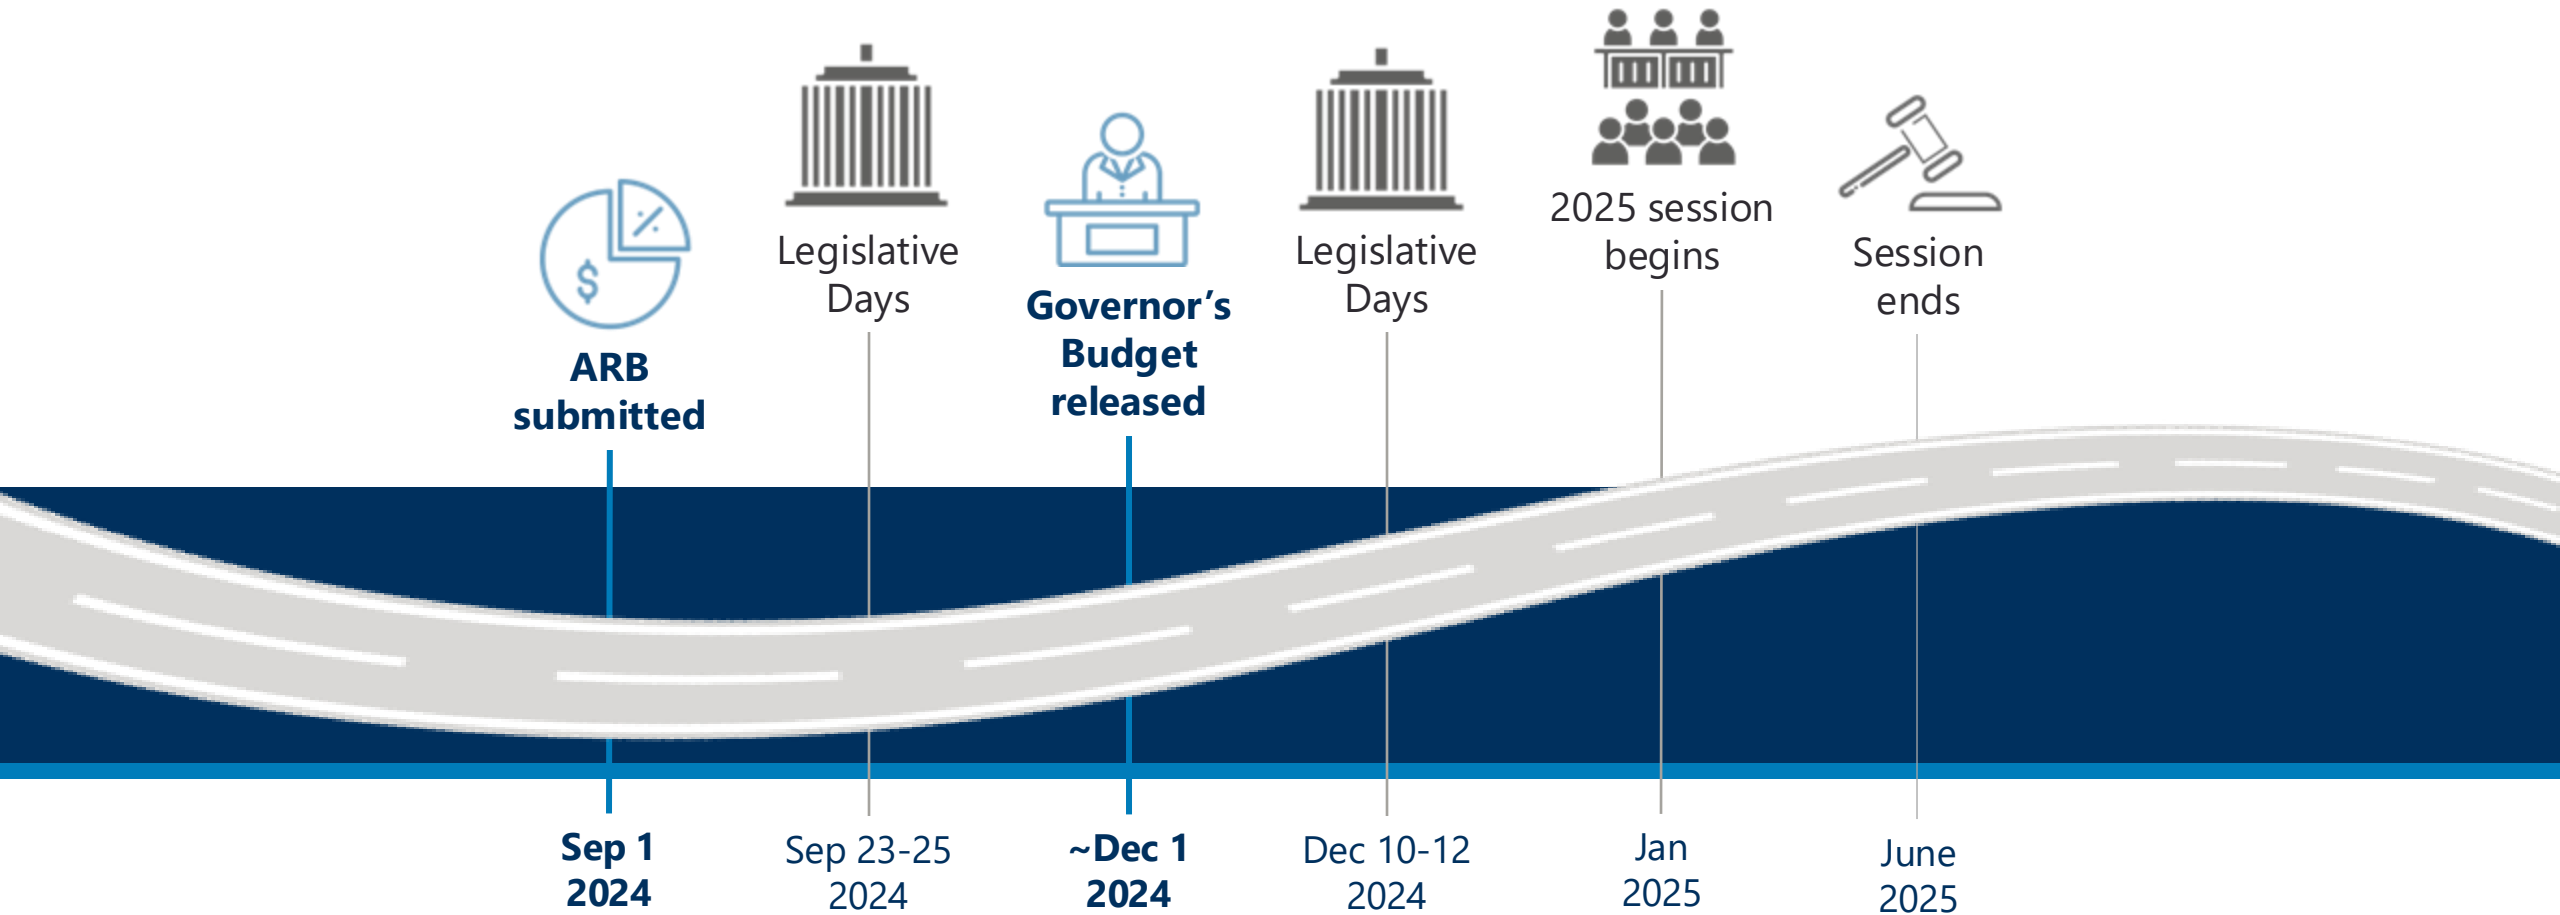 ARB
submitted
Legislative
Days
Governor's
Budget
released
Legislative
Days
2025 session
begins
Session
ends
Sep 1
2024
Sep 23-25
2024
~Dec 1
2024
Dec 10-12
2024
Jan
2025
June
2025